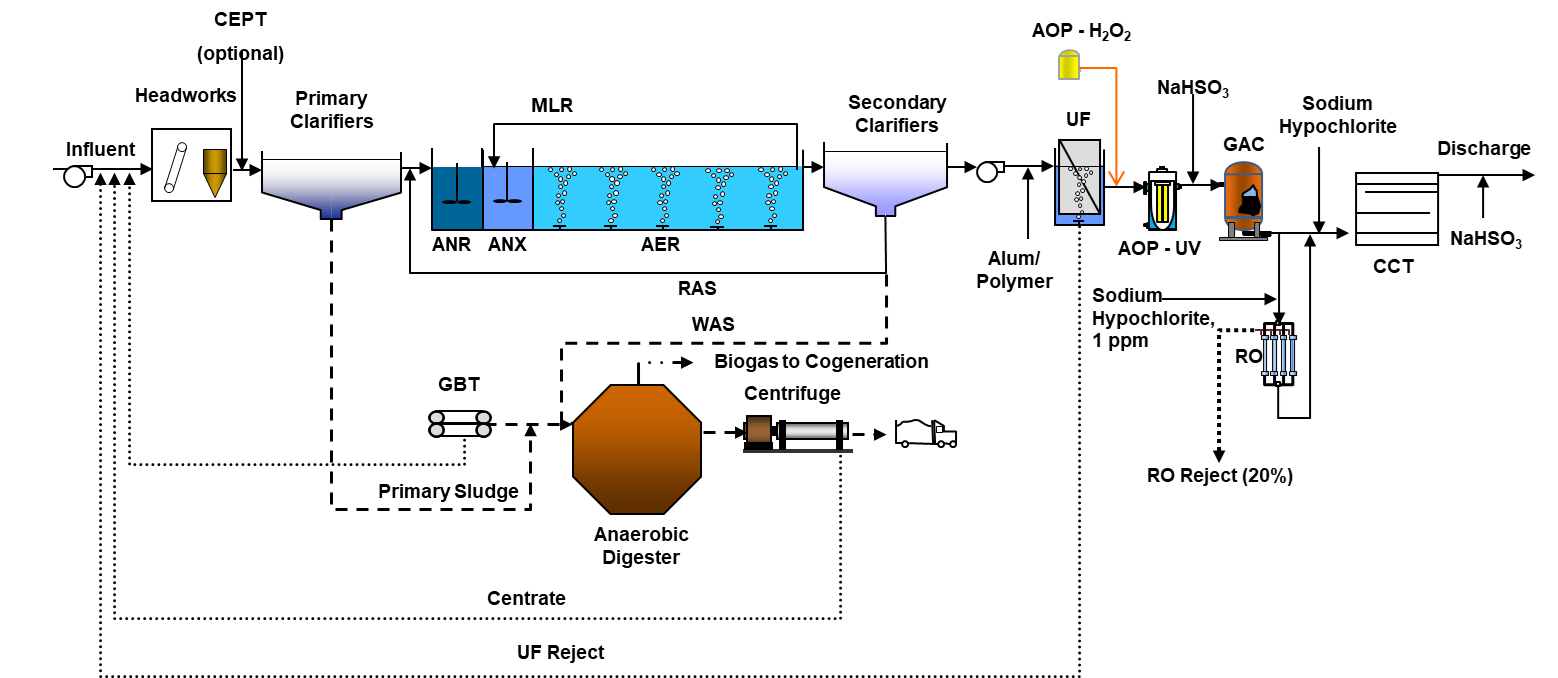 CEPT
(optional)
AOP - H₂O₂
Headworks
Primary
Clarifiers
MLR
Secondary
Clarifiers
UF
NaHSO₃
Sodium
Hypochlorite
Influent
GAC
Discharge
ANR
ANX
AER
AOP - UV
NaHSO₃
CCT
Alum/
Polymer
RAS
Sodium
Hypochlorite,
1 ppm
WAS
RO
Biogas to Cogeneration
GBT
Centrifuge
RO Reject (20%)
Primary Sludge
Anaerobic
Digester
Centrate
UF Reject